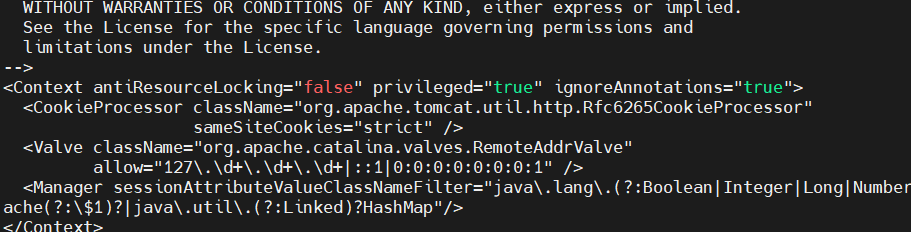 WITHOUT WARRANTIES OR CONDITIONS OF ANY KIND, either express or implied.
See the License for the specific language governing permissions and
limitations under the License.
-->
<Context antiResourceLocking="false" privileged="true" ignoreAnnotations="true">
<CookieProcessor className="org.apache.tomcat.util.http.Rfc6265CookieProcessor"
sameSiteCookies="strict" />
<Valve className="org.apache.catalina.valves.RemoteAddrValve"
allow="127\.\d+\.\d+\.\d+|::1|0:0:0:0:0:0:0:1" />
<Manager sessionAttributeValueClassNameFilter="java\.lang\.(?:Boolean|Integer|Long|Number
ache(?:\$1)?|java\.util\.(?:Linked)?HashMap"/>
</Context>